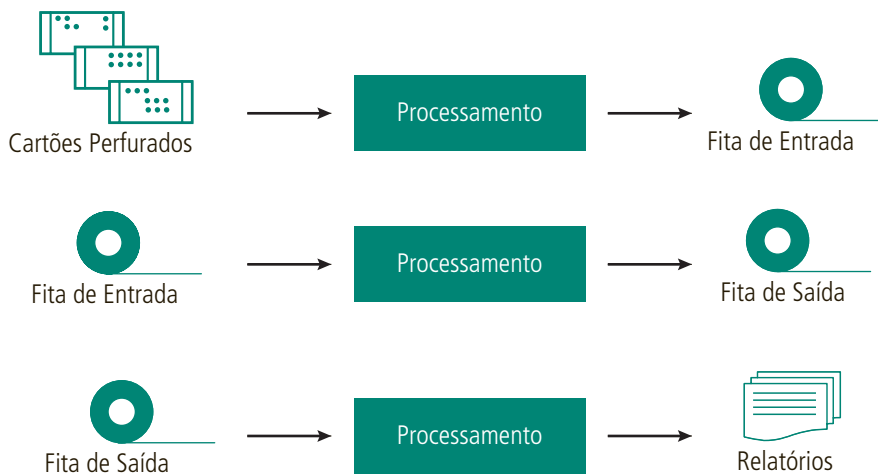 Cartões Perfurados
Processamento
Fita de Entrada
Fita de Entrada
Processamento
Fita de Saída
Fita de Saída
Processamento
Relatórios